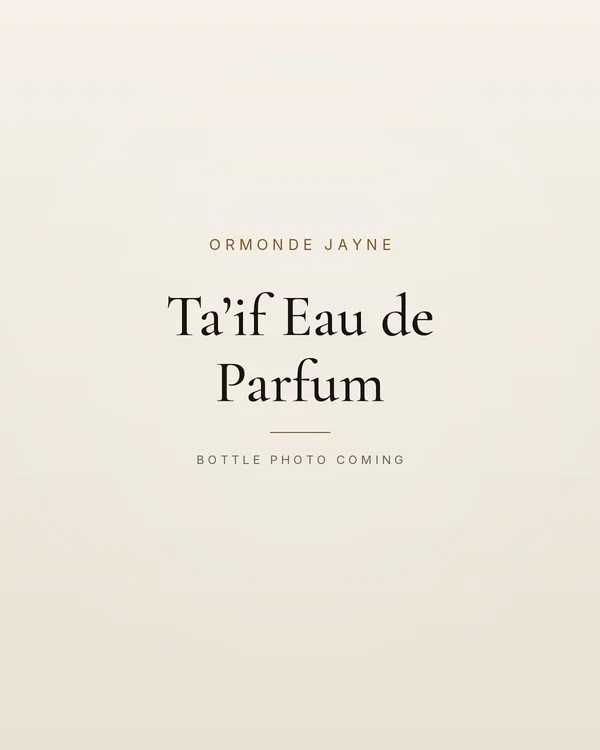 ORMONDE JAYNE
Ta’if Eau de
Parfum
BOTTLE PHOTO COMING